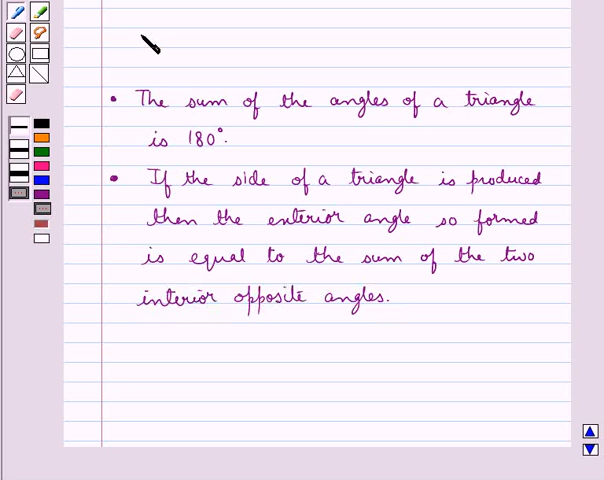 • The sum of the angles of a triangle
is 180°.
• If the side of a triangle is produced
then the exterior angle so formed
is equal to the sum of the two
interior opposite angles.